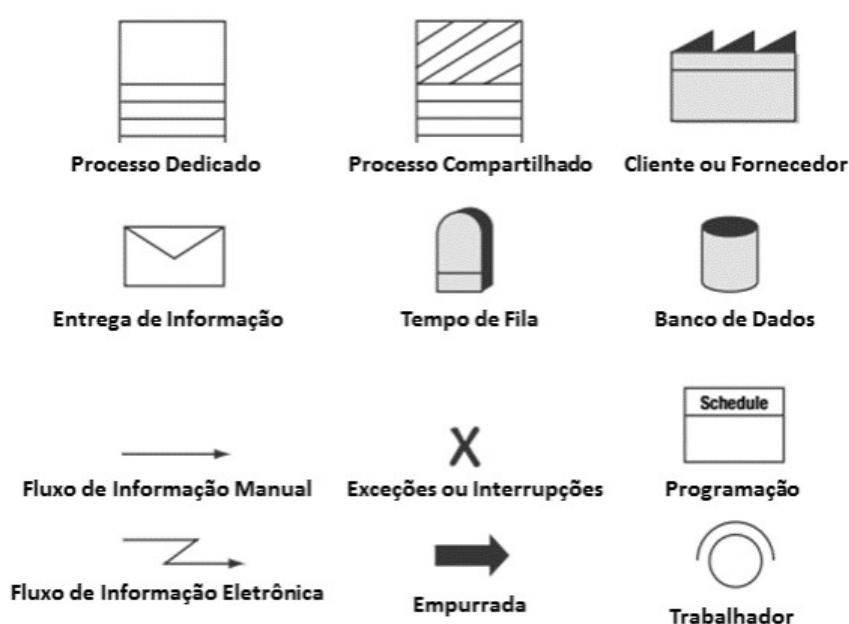 Processo Dedicado
Processo Compartilhado
Cliente ou Fornecedor
Entrega de Informação
Tempo de Fila
Banco de Dados
Schedule
Fluxo de Informação Manual
X
Exceções ou Interrupções
Programação
Fluxo de Informação Eletrônica
Empurrada
Trabalhador